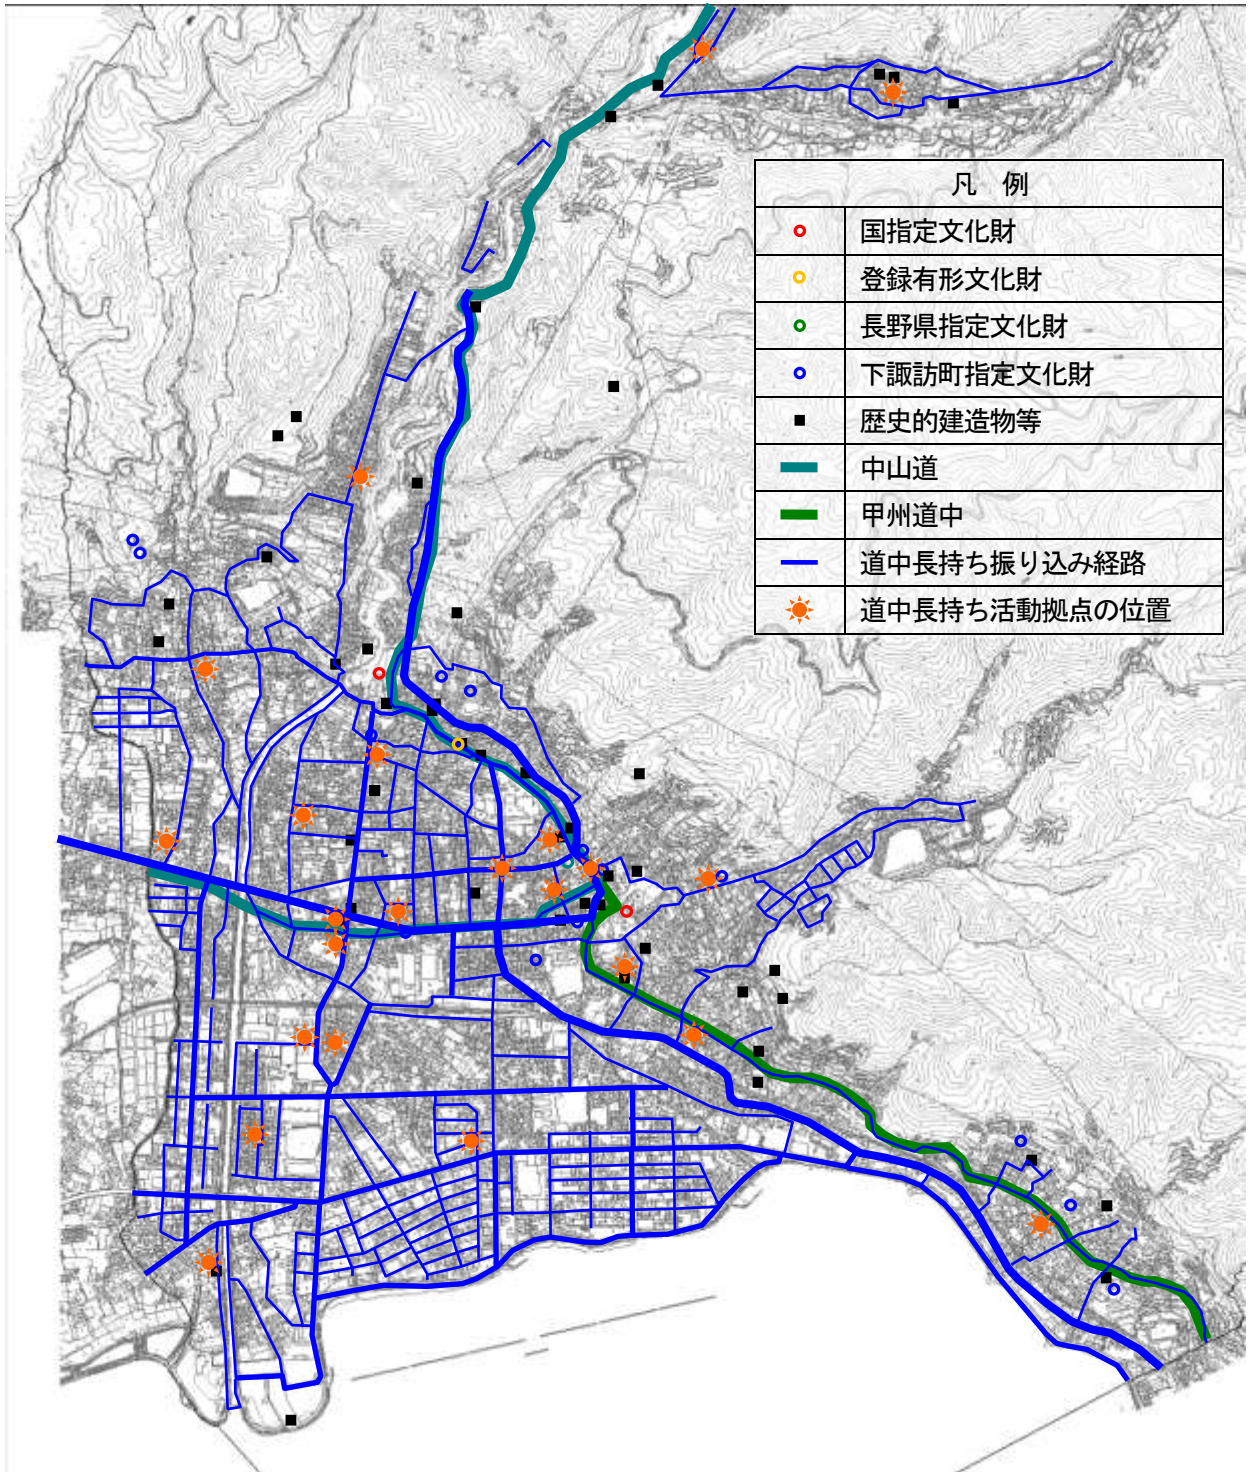 凡 例
国指定文化財
登録有形文化財
長野県指定文化財
下諏訪町指定文化財
歴史的建造物等
中山道
甲州道中
道中長持ち振り込み経路
道中長持ち活動拠点の位置